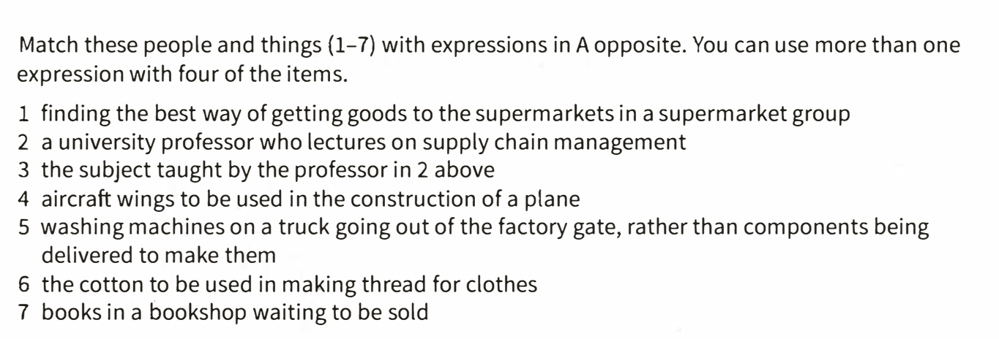 Match these people and things (1–7) with expressions in A opposite. You can use more than one
expression with four of the items.
1 finding the best way of getting goods to the supermarkets in a supermarket group
2 a university professor who lectures on supply chain management
3 the subject taught by the professor in 2 above
4 aircraft wings to be used in the construction of a plane
5 washing machines on a truck going out of the factory gate, rather than components being
delivered to make them
6 the cotton to be used in making thread for clothes
7 books in a bookshop waiting to be sold